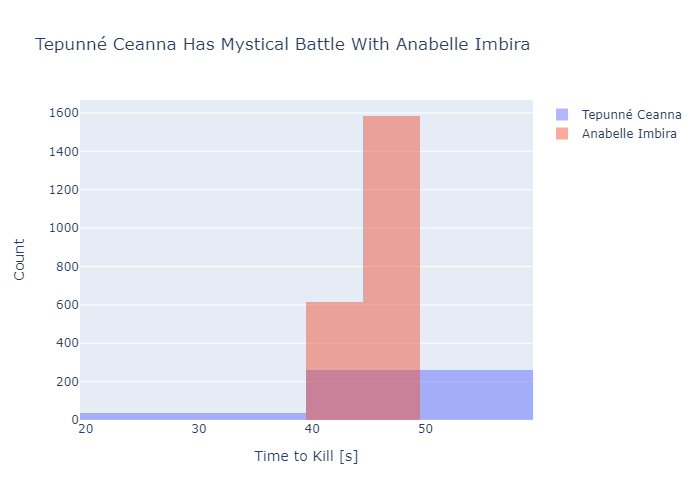 Tepunné Ceanna Has Mystical Battle With Anabelle Imbira
Tepunné Ceanna
Anabelle Imbira
1600
1400
1200
1000
800
600
400
200
0
20
30
40
50
Count
Time to Kill [s]